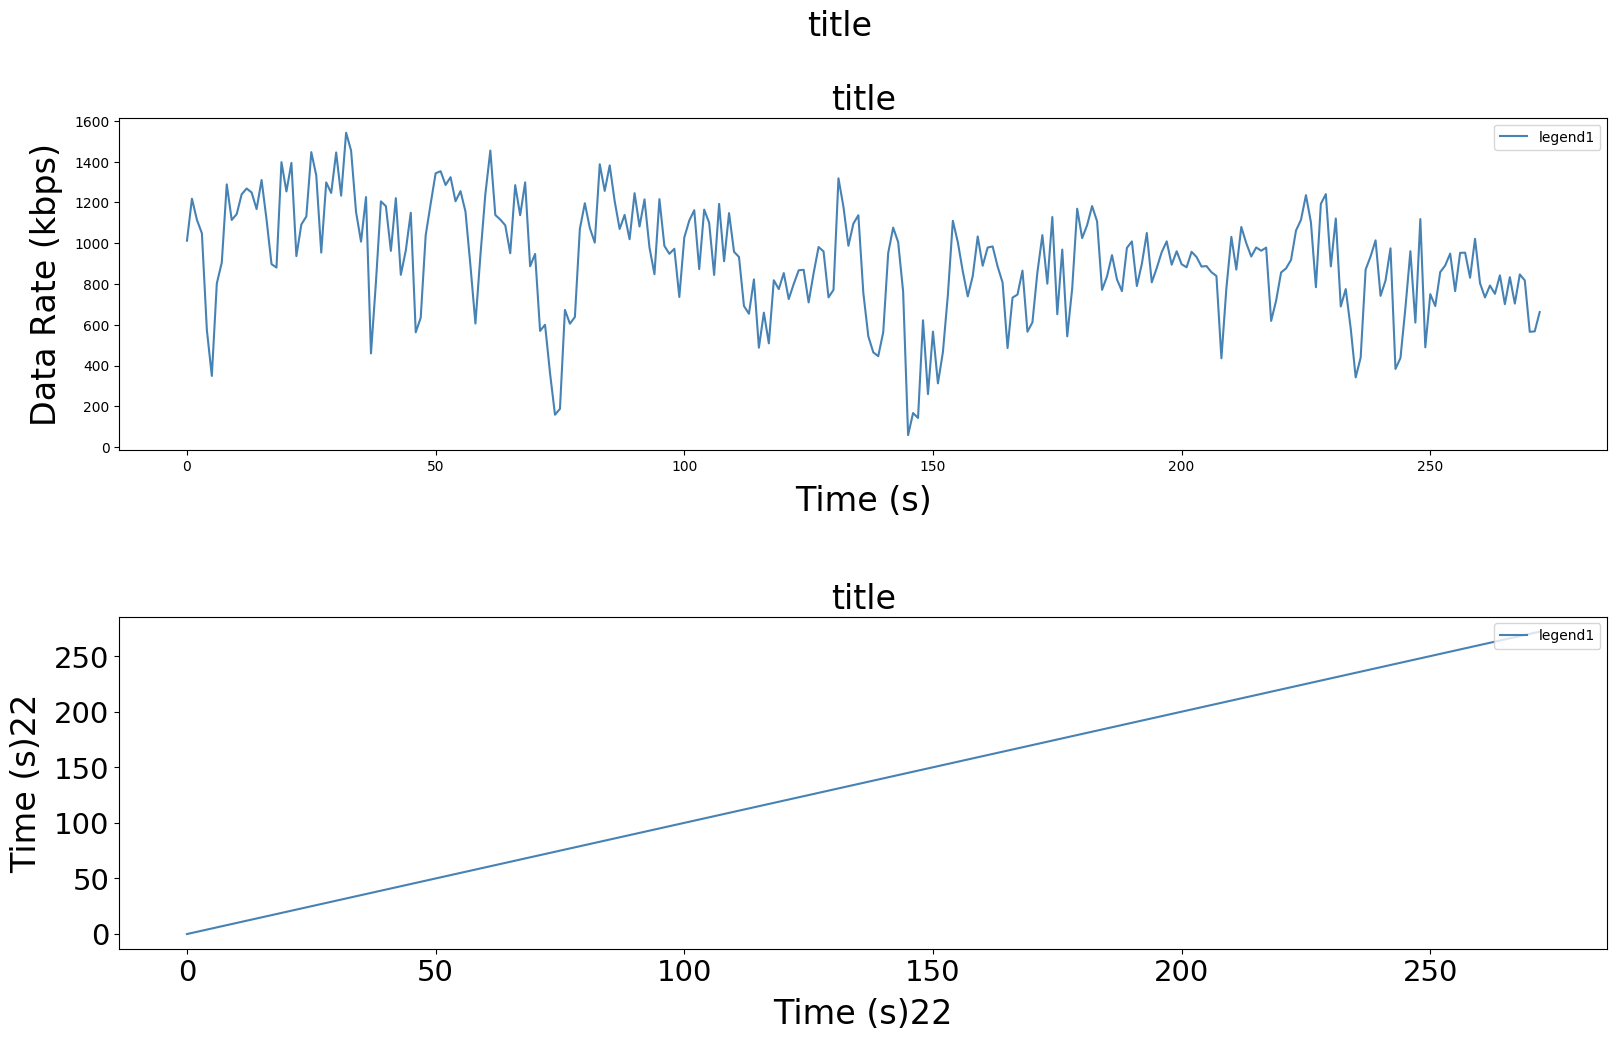 title
title
Data Rate (kbps)
1600
1400
1200
1000
800
600
400
200
0
legend1
0 50 100 150 200 250
Time (s)
title
Time (s)22
250
200
150
100
50
0
legend1
0 50 100 150 200 250
Time (s)22